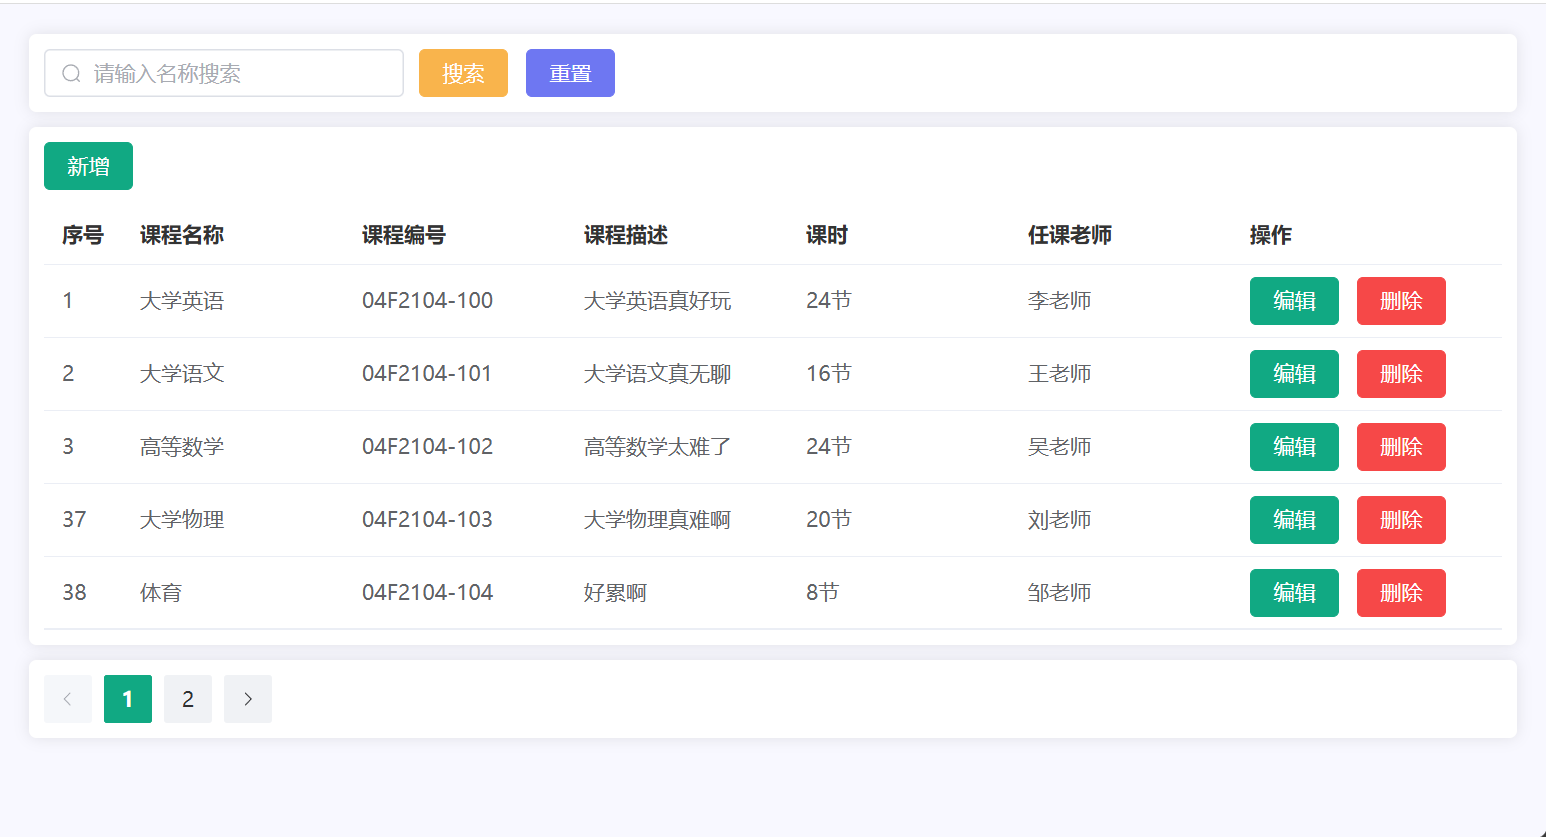 请输入名称搜索 搜索 重置
新增
序号 课程名称 课程编号 课程描述 课时 任课老师 操作
1 大学英语 04F2104-100 大学英语真好玩 24节 李老师 编辑 删除
2 大学语文 04F2104-101 大学语文真无聊 16节 王老师 编辑 删除
3 高等数学 04F2104-102 高等数学太难了 24节 吴老师 编辑 删除
37 大学物理 04F2104-103 大学物理真难啊 20节 刘老师 编辑 删除
38 体育 04F2104-104 好累啊 8节 邹老师 编辑 删除
1 2